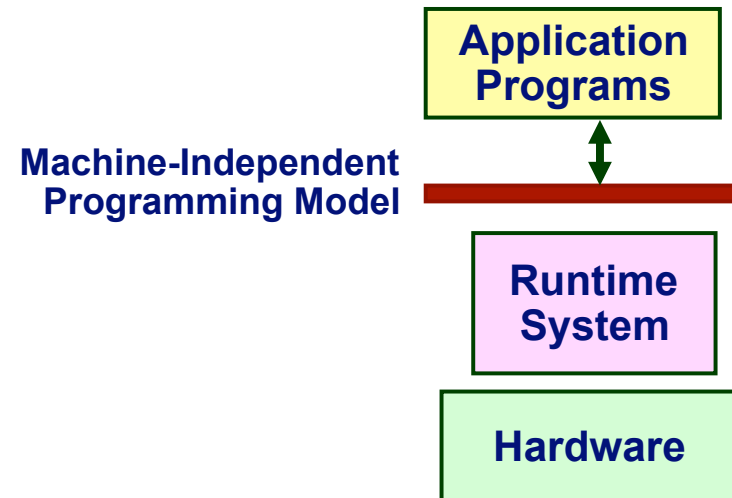 Application
Programs
Machine-Independent
Programming Model
Runtime
System
Hardware